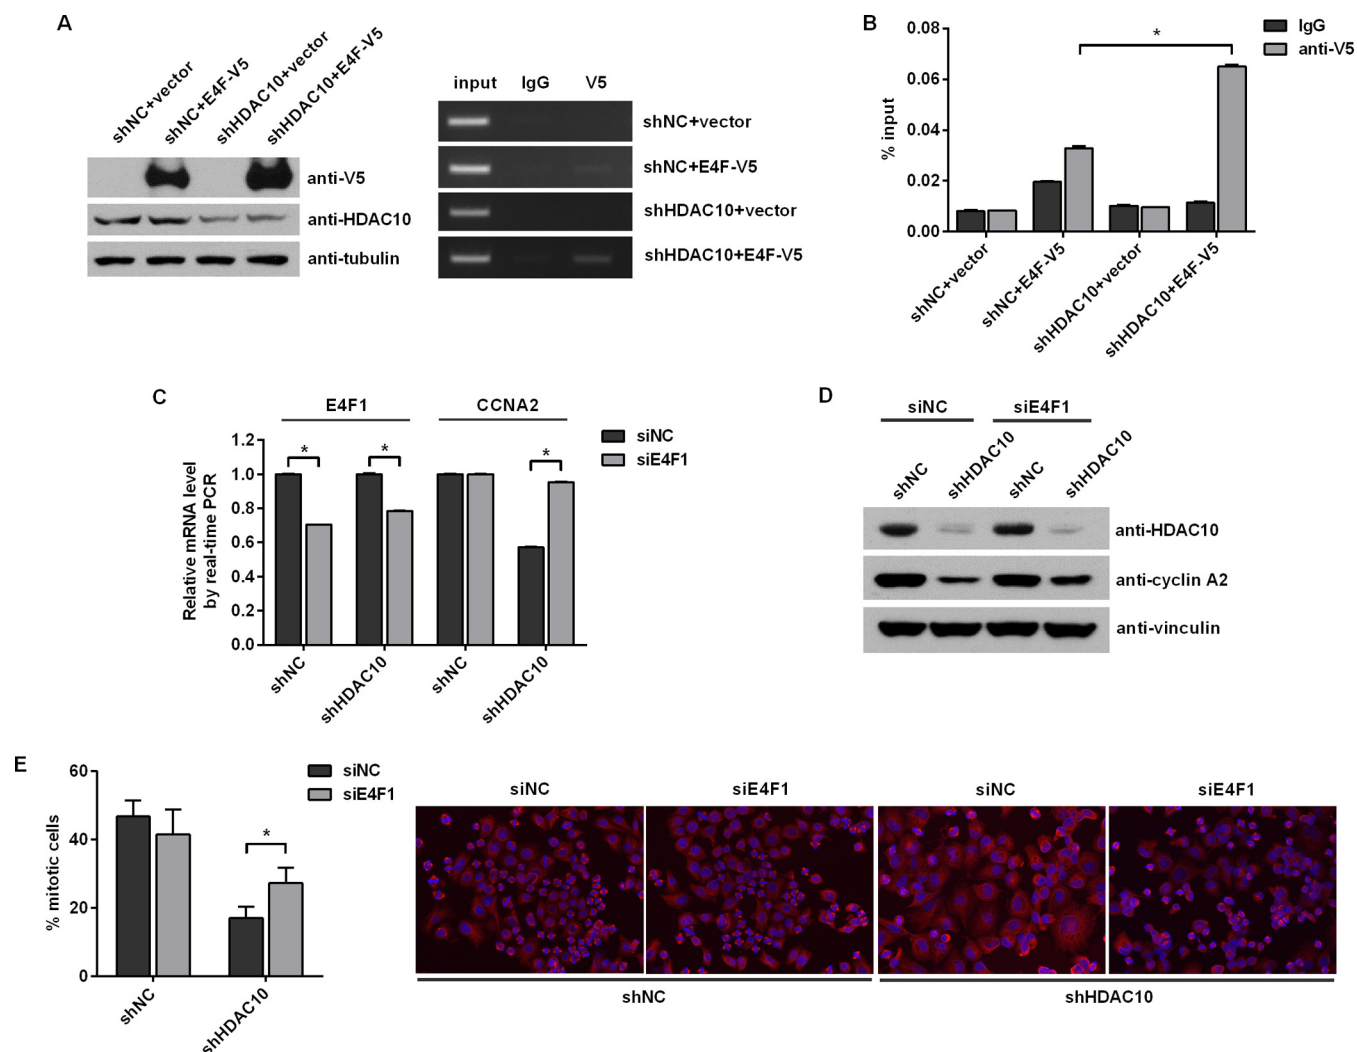 A
shNC+vector
shNC+E4F-V5
shHDAC10+vector
shHDAC10+E4F-V5
anti-V5
anti-HDAC10
anti-tubulin
input IgG V5
shNC+vector
shNC+E4F-V5
shHDAC10+vector
shHDAC10+E4F-V5
B
% input
0.08
0.06
0.04
0.02
0.00
*
IgG
anti-V5
shNC+vector
shNC+E4F-V5
shHDAC10+vector
shHDAC10+E4F-V5
C
E4F1 CCNA2
Relative mRNA level
by real-time PCR
1.2
1.0
0.8
0.6
0.4
0.2
0.0
* * *
siNC
siE4F1
shNC
shHDAC10
shNC
shHDAC10
D
siNC siE4F1
shNC
shHDAC10
shNC
shHDAC10
anti-HDAC10
anti-cyclin A2
anti-vinculin
E
% mitotic cells
60
40
20
0
*
siNC
siE4F1
shNC
shHDAC10
siNC siE4F1 siNC siE4F1
shNC shHDAC10